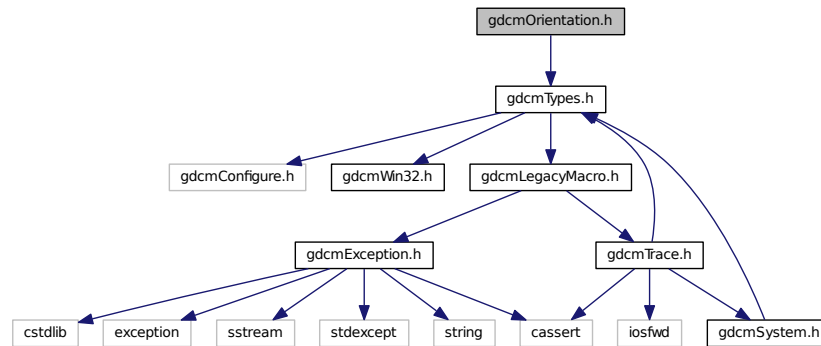 gdcmOrientation.h
gdcmTypes.h
gdcmConfigure.h
gdcmWin32.h
gdcmLegacyMacro.h
gdcmException.h
gdcmTrace.h
cstdlib
exception
sstream
stdexcept
string
cassert
iosfwd
gdcmSystem.h